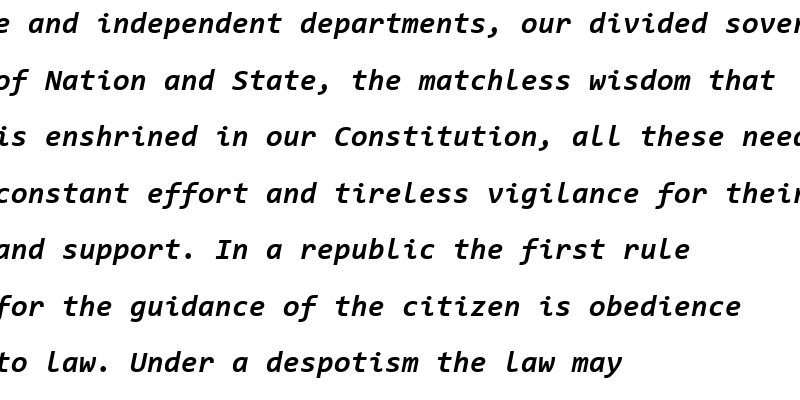 and independent departments, our divided
of Nation and State, the matchless wisdom that
is enshrined in our Constitution, all these
constant effort and tireless vigilance for their
and support. In a republic the first rule
for the guidance of the citizen is obedience
to law. Under a despotism the law may